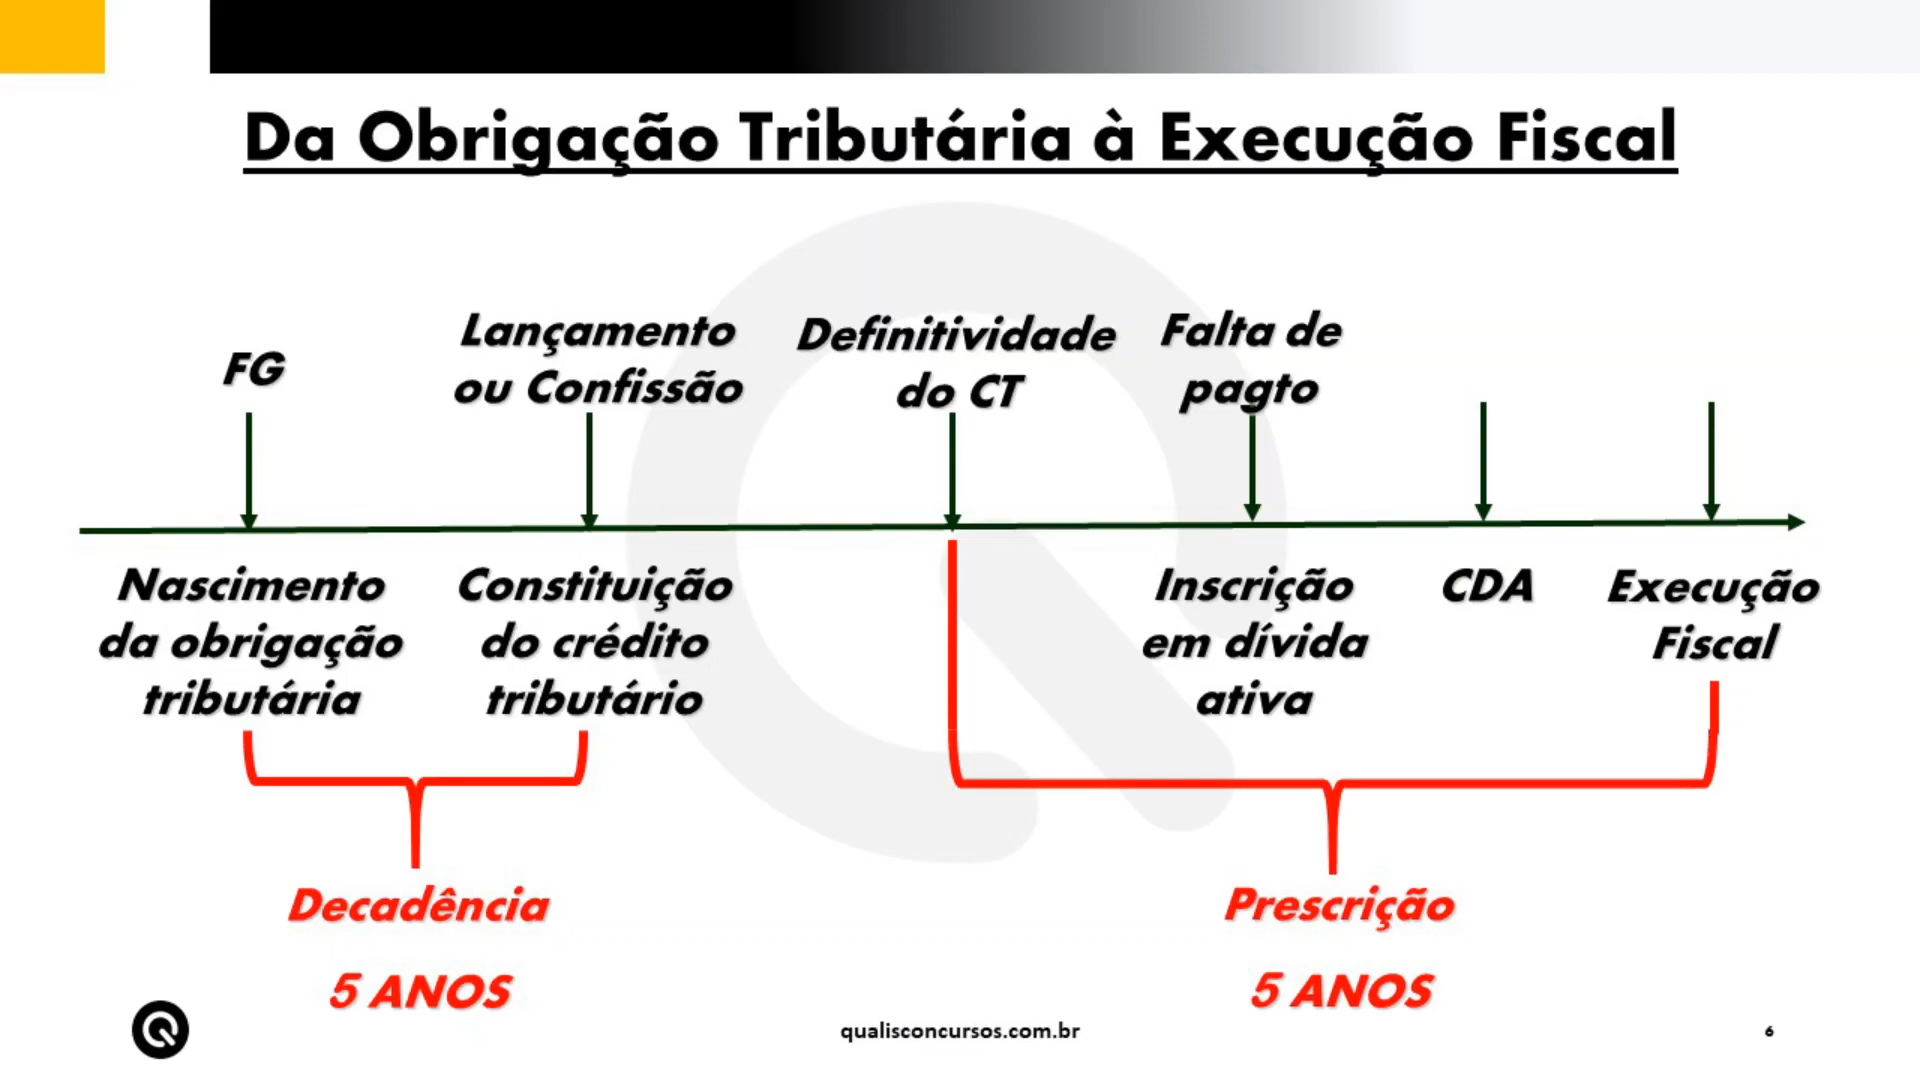 Da Obrigação Tributária à Execução Fiscal
FG
Lançamento
ou Confissão
Definitividade
do CT
Falta de
pagto
Nascimento
da obrigação
tributária
Constituição
do crédito
tributário
Inscrição
em dívida
ativa
CDA
Execução
Fiscal
Decadência
5 ANOS
Prescrição
5 ANOS
qualisconcursos.com.br
6